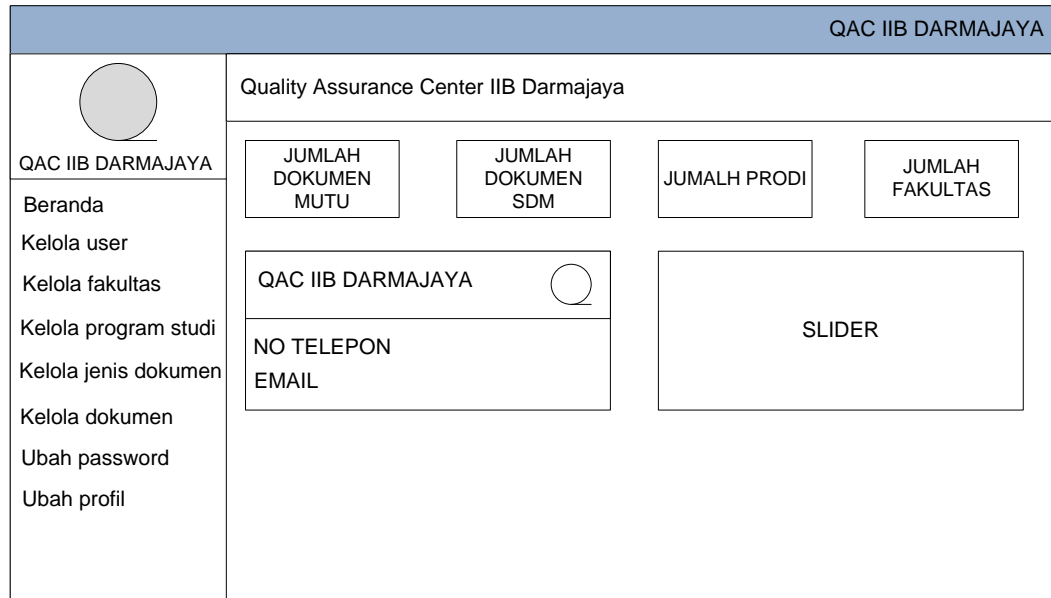 QAC IIB DARMAJAYA
QAC IIB DARMAJAYA
Beranda
Kelola user
Kelola fakultas
Kelola program studi
Kelola jenis dokumen
Kelola dokumen
Ubah password
Ubah profil
Quality Assurance Center IIB Darmajaya
JUMLAH
DOKUMEN
MUTU
JUMLAH
DOKUMEN
SDM
JUMALH PRODI
JUMLAH
FAKULTAS
QAC IIB DARMAJAYA
NO TELEPON
EMAIL
SLIDER